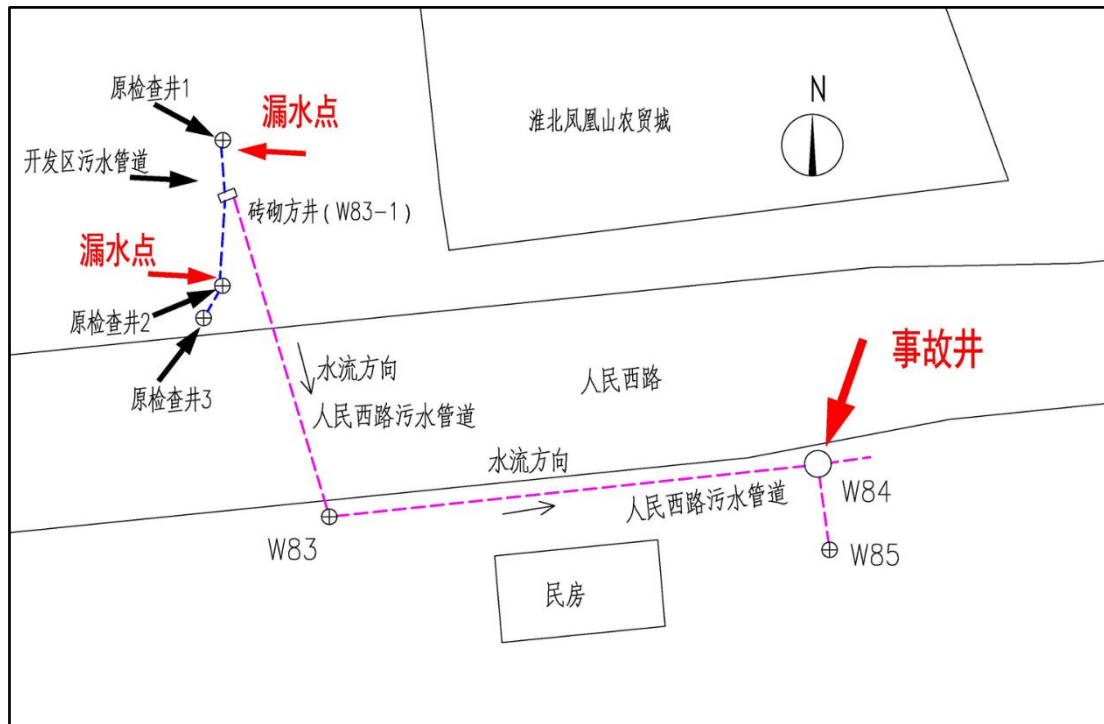 原检查井1
漏水点
N
淮北凤凰山农贸城
开发区污水管道
砖砌方井(W83-1)
漏水点
原检查井2
原检查井3
事故井
水流方向
人民西路
人民西路污水管道
水流方向
人民西路污水管道
W84
W83
W85
民房